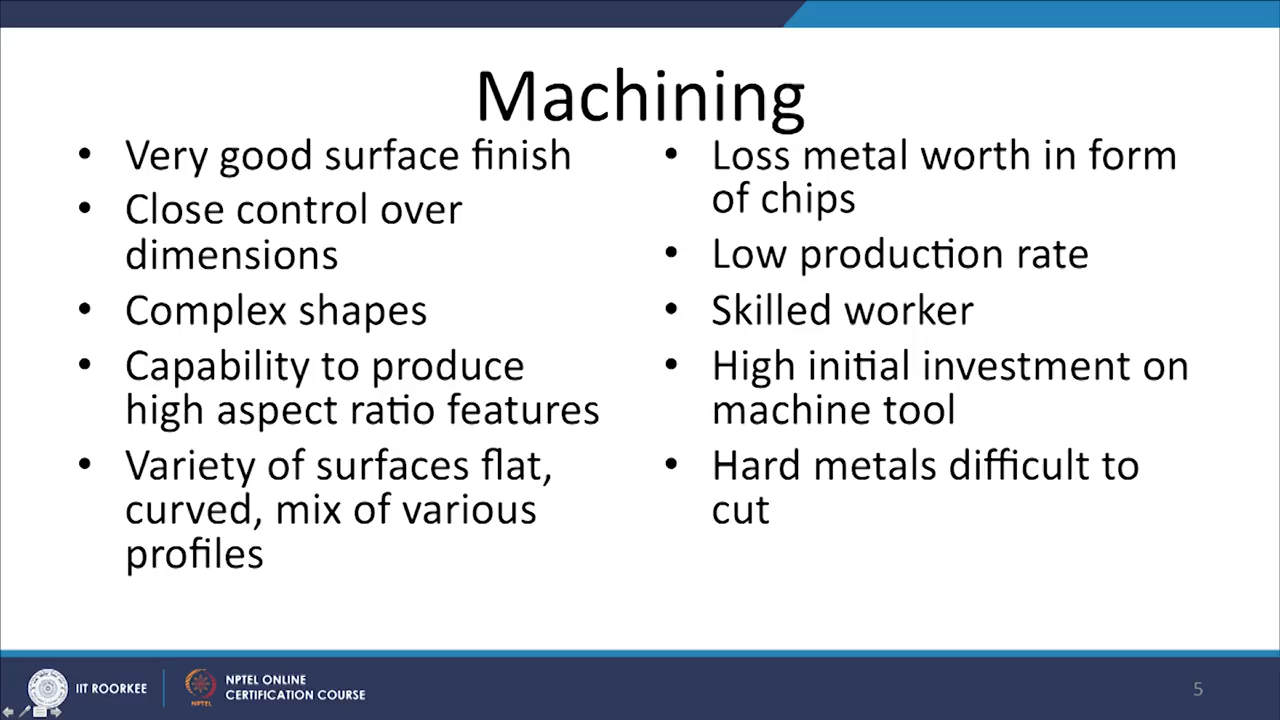 Machining
• Very good surface finish
• Close control over
dimensions
• Complex shapes
• Capability to produce
high aspect ratio features
• Variety of surfaces flat,
curved, mix of various
profiles
• Loss metal worth in form
of chips
• Low production rate
• Skilled worker
• High initial investment on
machine tool
• Hard metals difficult to
cut
IIT ROORKEE
NPTEL ONLINE
CERTIFICATION COURSE
NPTEL
5